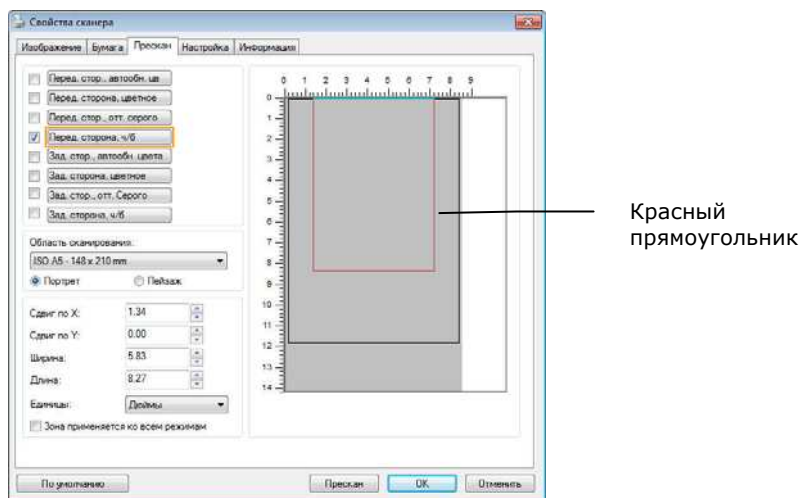 Свойства сканера
Изображение Бумага Прескан Настройка Информация
Перед. стор., автообн. цв
Перед. сторона, цветное
Перед. стор., отт. серого
Перед. сторона, ч/б
Зад. стор., автообн. цвета
Зад. сторона, цветное
Зад. стор., отт. Серого
Зад. сторона, ч/б
Область сканирования:
ISO A5 - 148 x 210 mm
Портрет Пейзаж
Сдвиг по X: 1.34
Сдвиг по Y: 0.00
Ширина: 5.83
Длина: 8.27
Единицы: Дюймы
Зона применяется ко всем режимам
0 1 2 3 4 5 6 7 8 9
0
1
2
3
4
5
6
7
8
9
10
11
12
13
14
Красный
прямоугольник
По умолчанию Прескан OK Отменить